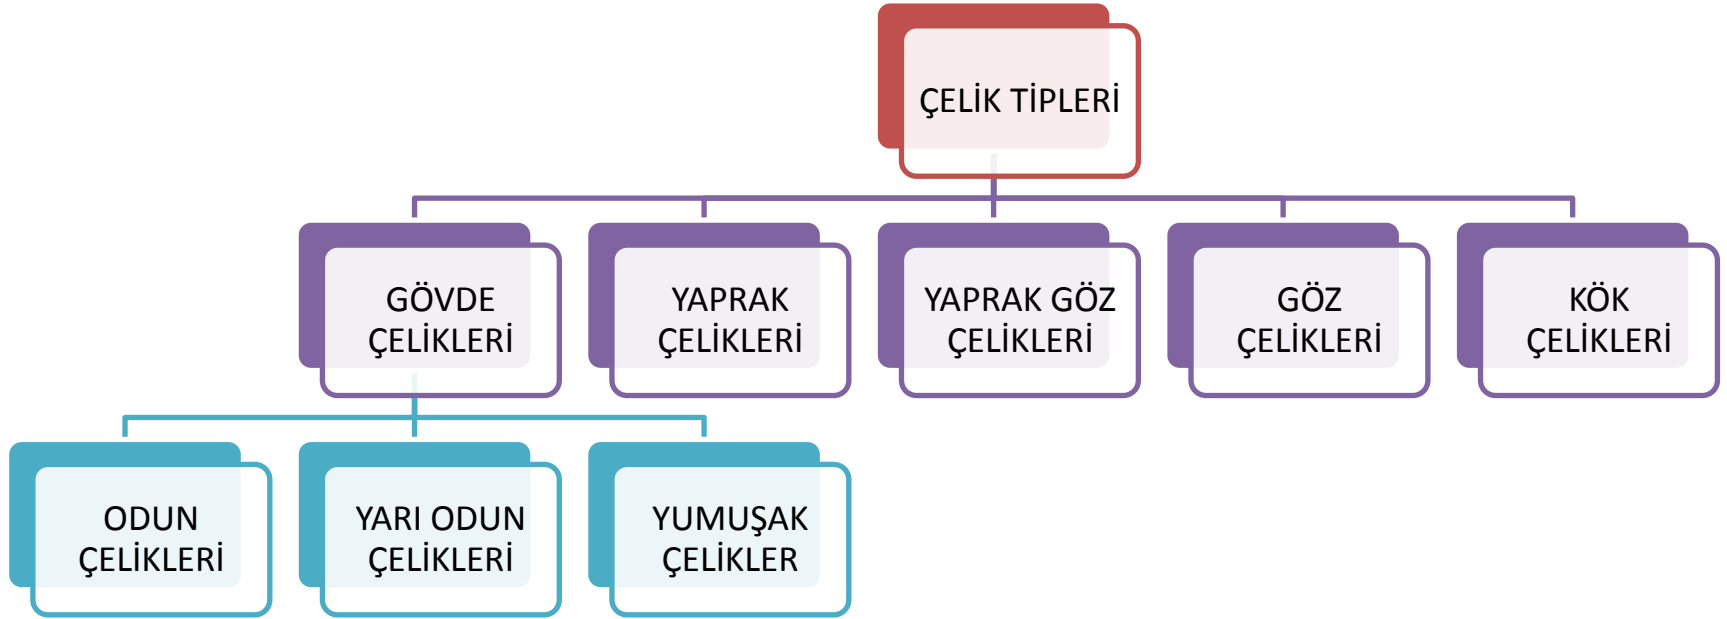 ÇELİK TİPLERİ
GÖVDE
ÇELİKLERİ
YAPRAK
ÇELİKLERİ
YAPRAK GÖZ
ÇELİKLERİ
GÖZ
ÇELİKLERİ
KÖK
ÇELİKLERİ
ODUN
ÇELİKLERİ
YARI ODUN
ÇELİKLERİ
YUMUŞAK
ÇELİKLER